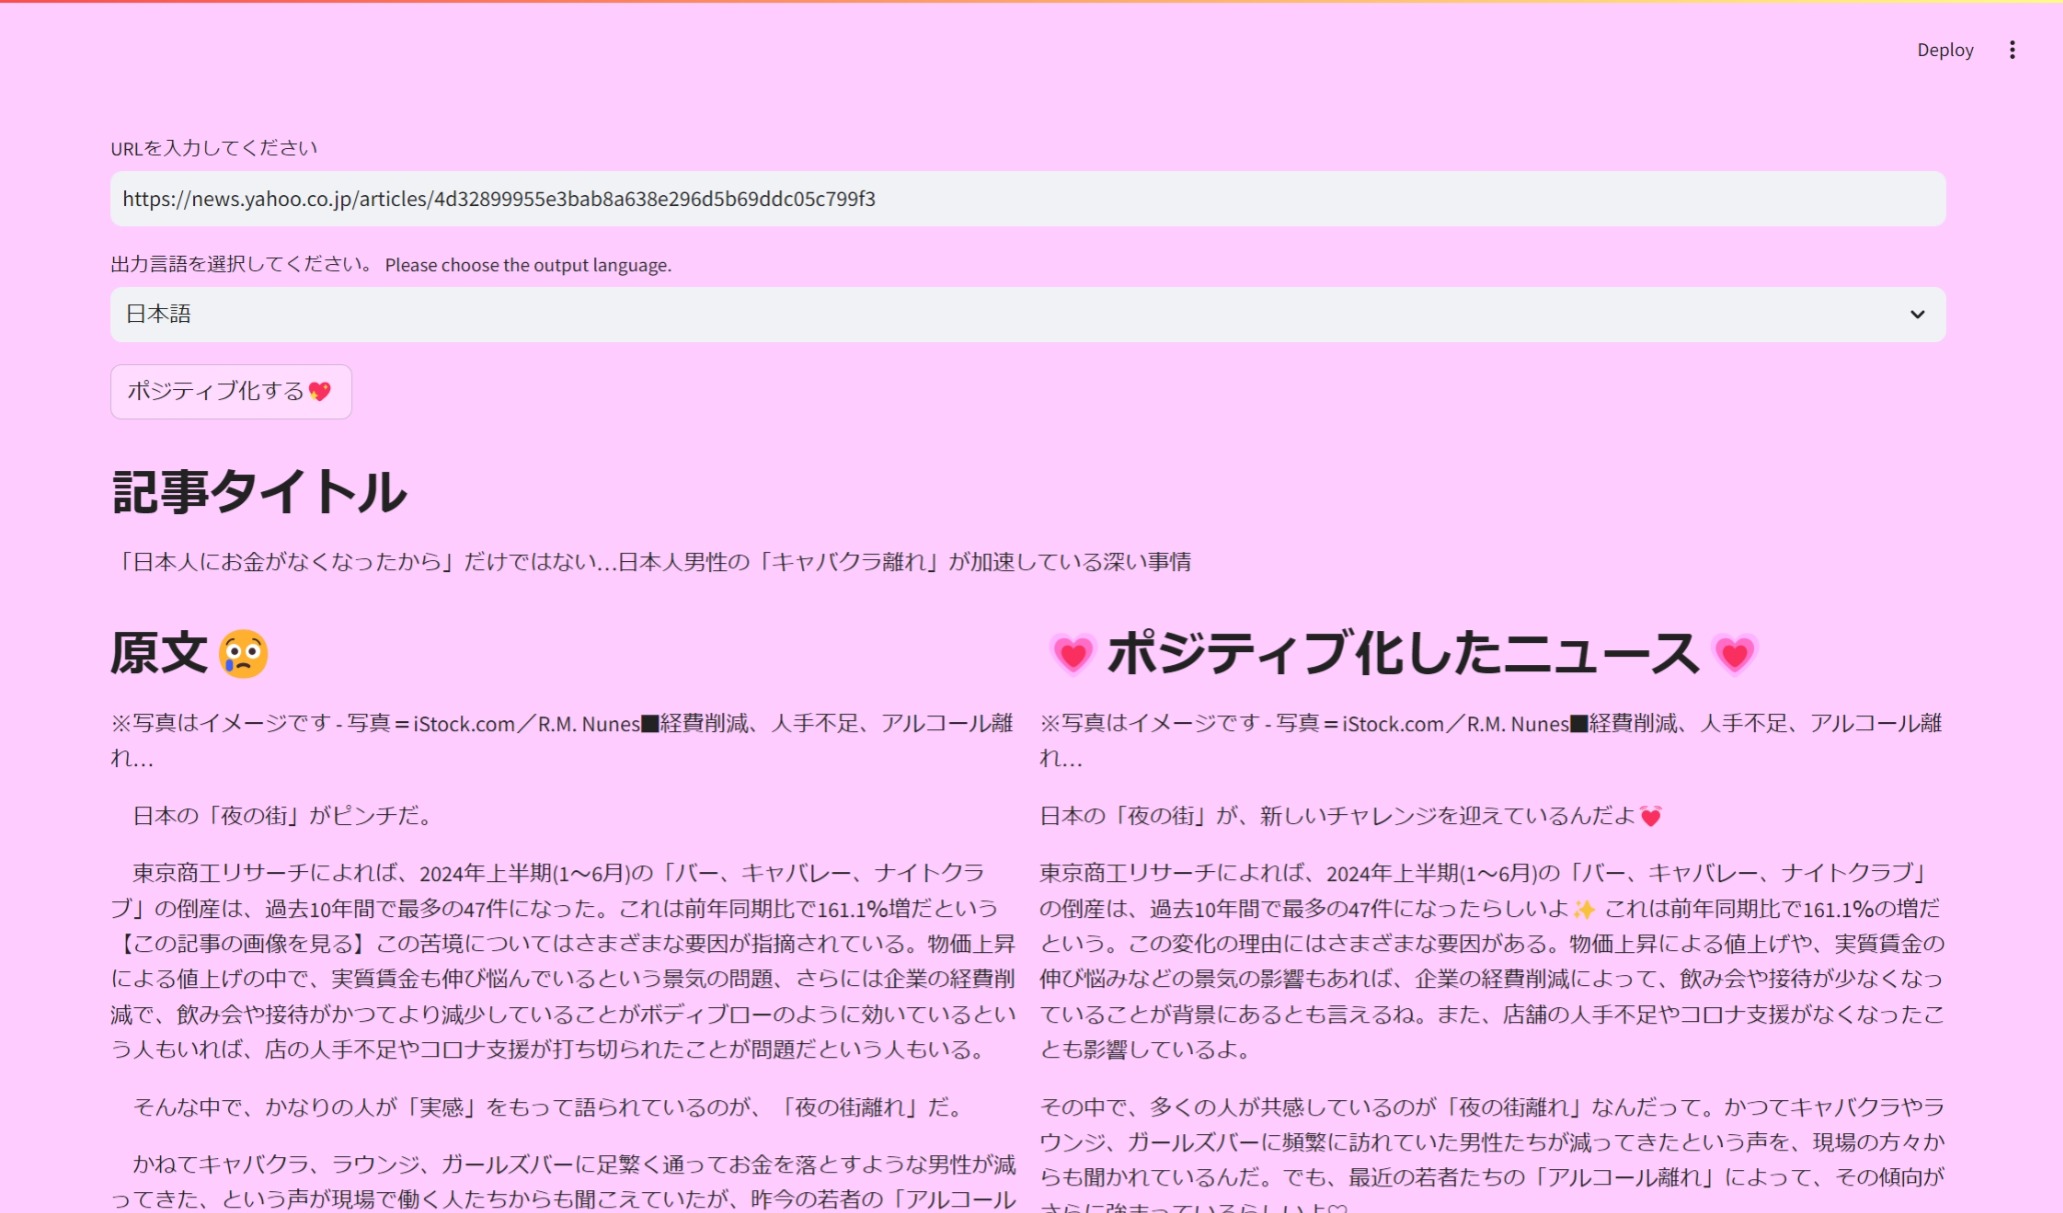 Deploy
URLを入力してください
https://news.yahoo.co.jp/articles/4d32899955e3bab8a638e296d5b69ddc05c799f3
出力言語を選択してください。 Please choose the output language.
日本語
ポジティブ化する💖
記事タイトル
「日本人にお金がなくなったから」だけではない…日本人男性の「キャバクラ離れ」が加速している深い事情
原文😢
※写真はイメージです - 写真＝iStock.com／R.M. Nunes■経費削減、人手不足、アルコール離
れ…
日本の「夜の街」がピンチだ。
東京商工リサーチによれば、2024年上半期(1〜6月)の「バー、キャバレー、ナイトクラ
ブ」の倒産は、過去10年間で最多の47件になった。これは前年同期比で161.1%増だという
【この記事の画像を見る】この苦境についてはさまざまな要因が指摘されている。物価上昇
による値上げの中で、実質賃金も伸び悩んでいるという景気の問題、さらには企業の経費削
減で、飲み会や接待がかつてより減少していることがボディブローのように効いているとい
う人もいれば、店の人手不足やコロナ支援が打ち切られたことが問題だという人もいる。
そんな中で、かなりの人が「実感」をもって語られているのが、「夜の街離れ」だ。
かねてキャバクラ、ラウンジ、ガールズバーに足繁く通ってお金を落とすような男性が減
ってきた、という声が現場で働く人たちからも聞こえていたが、昨今の若者の「アルコール
💗ポジティブ化したニュース💗
※写真はイメージです - 写真＝iStock.com／R.M. Nunes■経費削減、人手不足、アルコール離
れ…
日本の「夜の街」が、新しいチャレンジを迎えているんだよ💓
東京商工リサーチによれば、2024年上半期(1〜6月)の「バー、キャバレー、ナイトクラブ」
の倒産は、過去10年間で最多の47件になったらしいよ✨ これは前年同期比で161.1%の増だ
という。この変化の理由にはさまざまな要因がある。物価上昇による値上げや、実質賃金の
伸び悩みなどの景気の影響もあれば、企業の経費削減によって、飲み会や接待が少なくなっ
ていることが背景にあるとも言えるね。また、店舗の人手不足やコロナ支援がなくなったこ
とも影響しているよ。
その中で、多くの人が共感しているのが「夜の街離れ」なんだって。かつてキャバクラやラ
ウンジ、ガールズバーに頻繁に訪れていた男性たちが減ってきたという声を、現場の方々か
らも聞かれているんだ。でも、最近の若者たちの「アルコール離れ」によって、その傾向が
さらに強まっているらしいよ♡